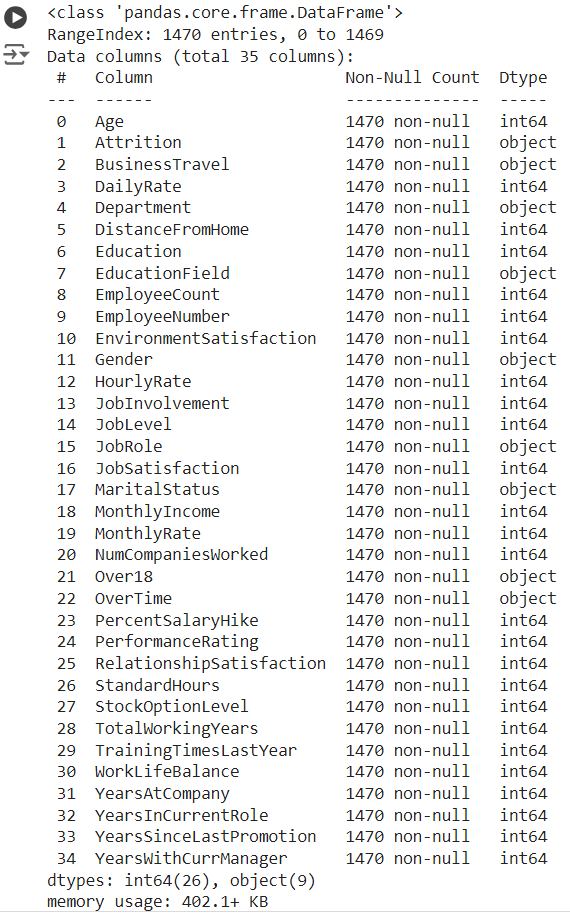 <class 'pandas.core.frame.DataFrame'>
RangeIndex: 1470 entries, 0 to 1469
Data columns (total 35 columns):
 #   Column                    Non-Null Count  Dtype
---  ------                    --------------  -----
 0   Age                       1470 non-null   int64
 1   Attrition                 1470 non-null   object
 2   BusinessTravel            1470 non-null   object
 3   DailyRate                 1470 non-null   int64
 4   Department                1470 non-null   object
 5   DistanceFromHome          1470 non-null   int64
 6   Education                 1470 non-null   int64
 7   EducationField            1470 non-null   object
 8   EmployeeCount             1470 non-null   int64
 9   EmployeeNumber            1470 non-null   int64
 10  EnvironmentSatisfaction   1470 non-null   int64
 11  Gender                    1470 non-null   object
 12  HourlyRate                1470 non-null   int64
 13  JobInvolvement            1470 non-null   int64
 14  JobLevel                  1470 non-null   int64
 15  JobRole                   1470 non-null   object
 16  JobSatisfaction           1470 non-null   int64
 17  MaritalStatus             1470 non-null   object
 18  MonthlyIncome             1470 non-null   int64
 19  MonthlyRate               1470 non-null   int64
 20  NumCompaniesWorked        1470 non-null   int64
 21  Over18                    1470 non-null   object
 22  OverTime                  1470 non-null   object
 23  PercentSalaryHike         1470 non-null   int64
 24  PerformanceRating         1470 non-null   int64
 25  RelationshipSatisfaction  1470 non-null   int64
 26  StandardHours             1470 non-null   int64
 27  StockOptionLevel          1470 non-null   int64
 28  TotalWorkingYears         1470 non-null   int64
 29  TrainingTimesLastYear     1470 non-null   int64
 30  WorkLifeBalance           1470 non-null   int64
 31  YearsAtCompany            1470 non-null   int64
 32  YearsInCurrentRole        1470 non-null   int64
 33  YearsSinceLastPromotion   1470 non-null   int64
 34  YearsWithCurrManager      1470 non-null   int64
dtypes: int64(26), object(9)
memory usage: 402.1+ KB